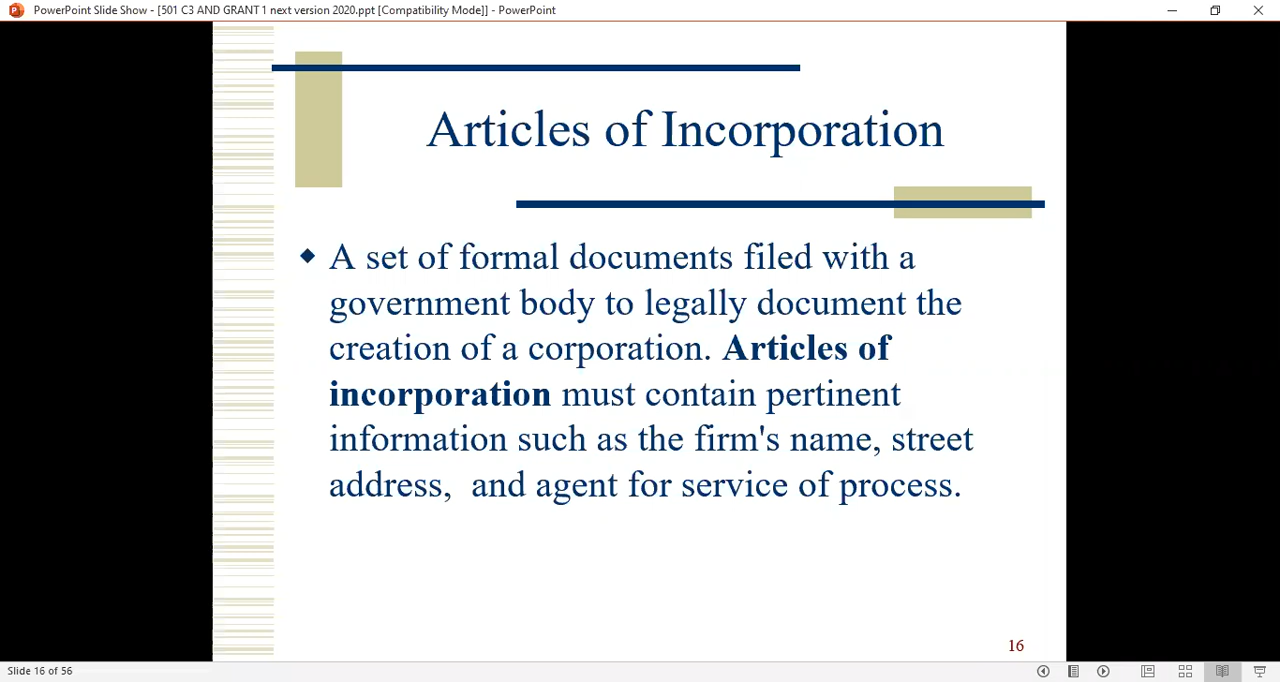 PowerPoint Slide Show - [501 C3 AND GRANT 1 next version 2020.ppt [Compatibility Mode]] - PowerPoint
Articles of Incorporation
A set of formal documents filed with a
government body to legally document the
creation of a corporation. Articles of
incorporation must contain pertinent
information such as the firm's name, street
address,  and agent for service of process.
16
Slide 16 of 56